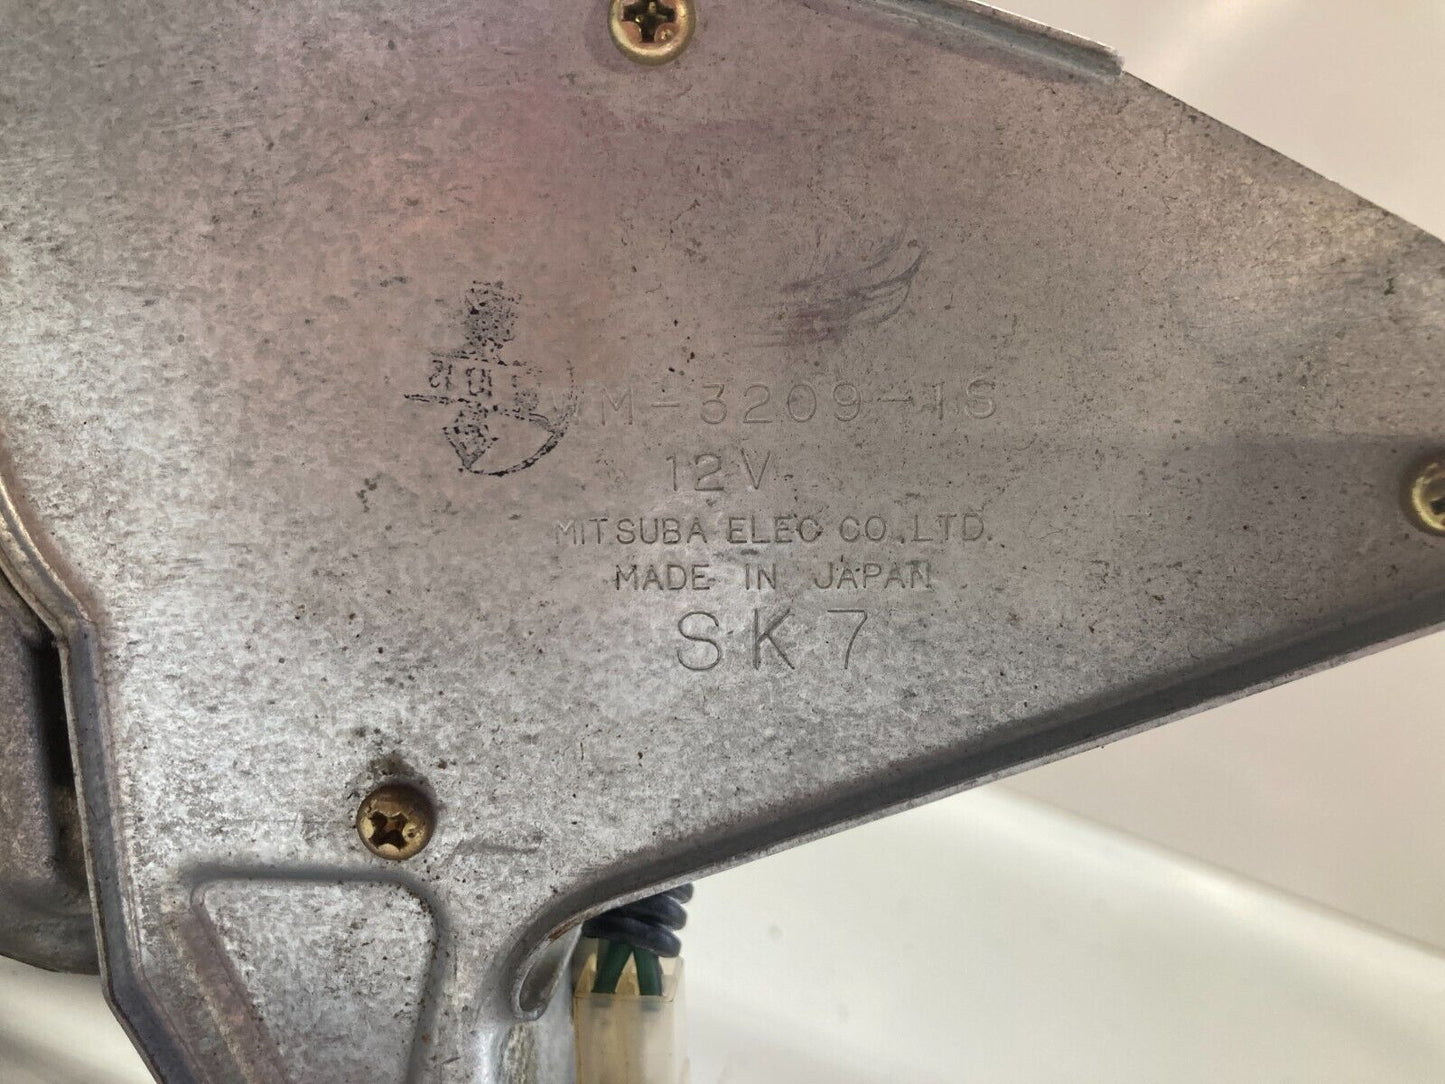 WM-3209-1S
12V
MITSUBA ELEC CO.,LTD.
MADE IN JAPAN
SK7